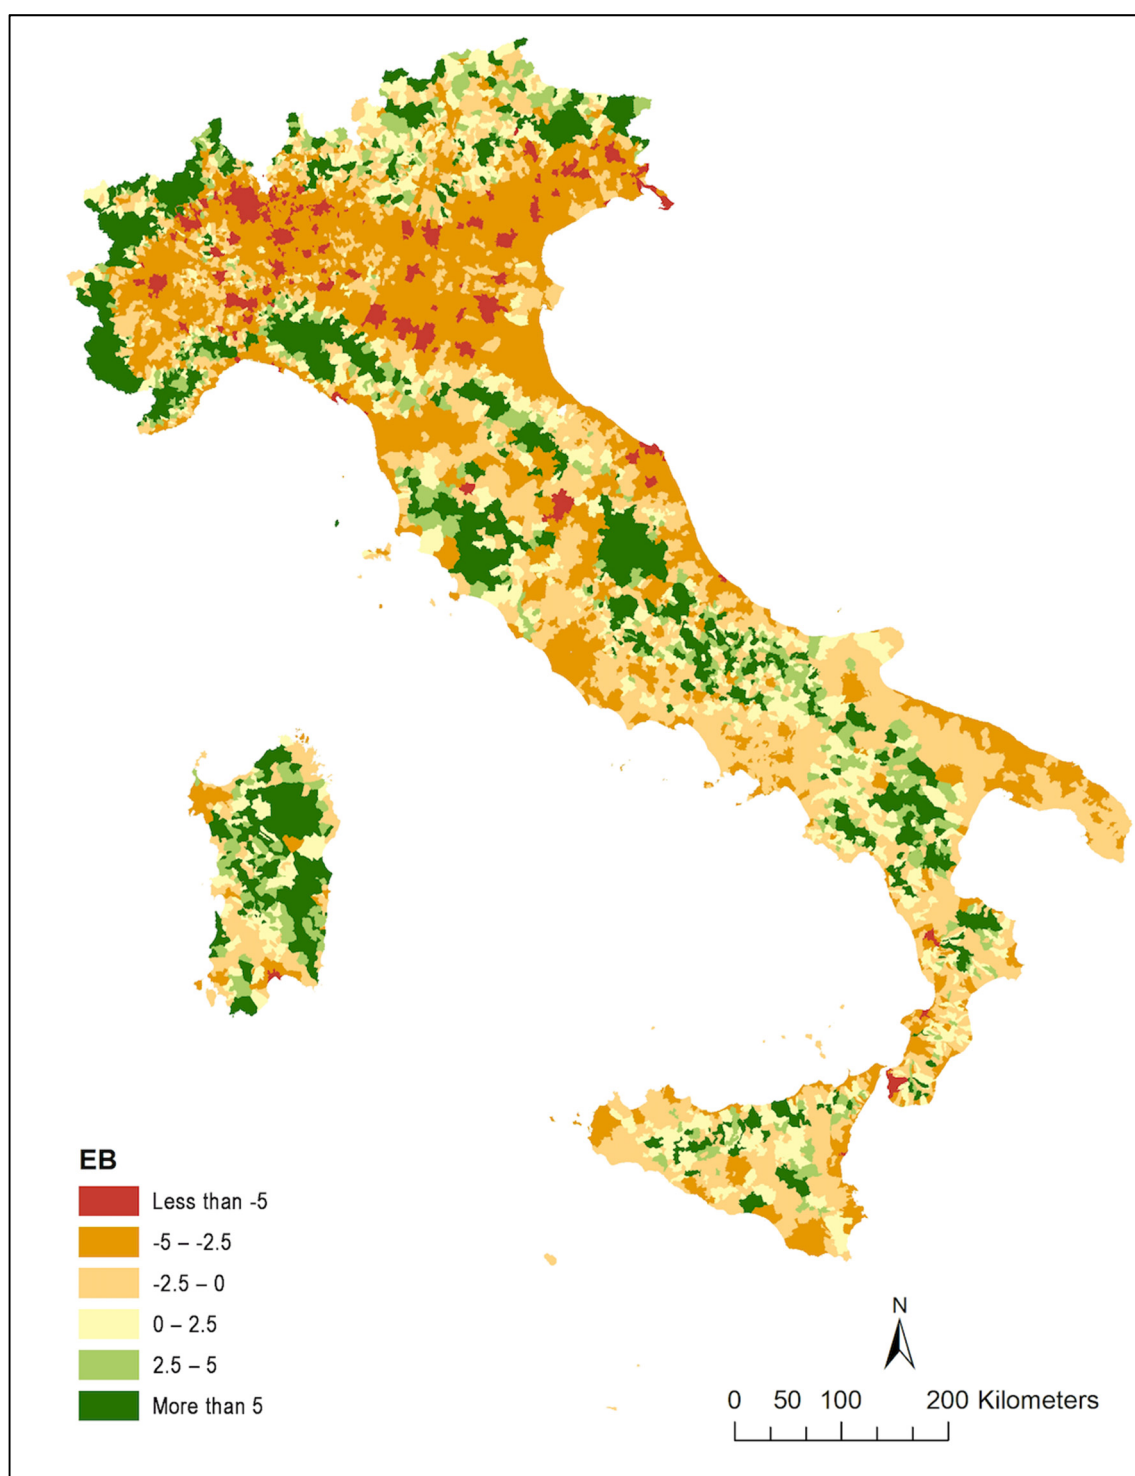 EB
Less than -5
-5 – -2.5
-2.5 – 0
0 – 2.5
2.5 – 5
More than 5
N
0 50 100 200 Kilometers